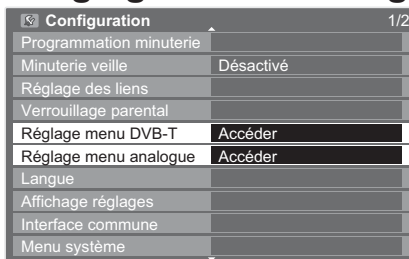 Configuration 1/2
Programmation minuterie
Minuterie veille Désactivé
Réglage des liens
Verrouillage parental
Réglage menu DVB-T Accéder
Réglage menu analogue Accéder
Langue
Affichage réglages
Interface commune
Menu système